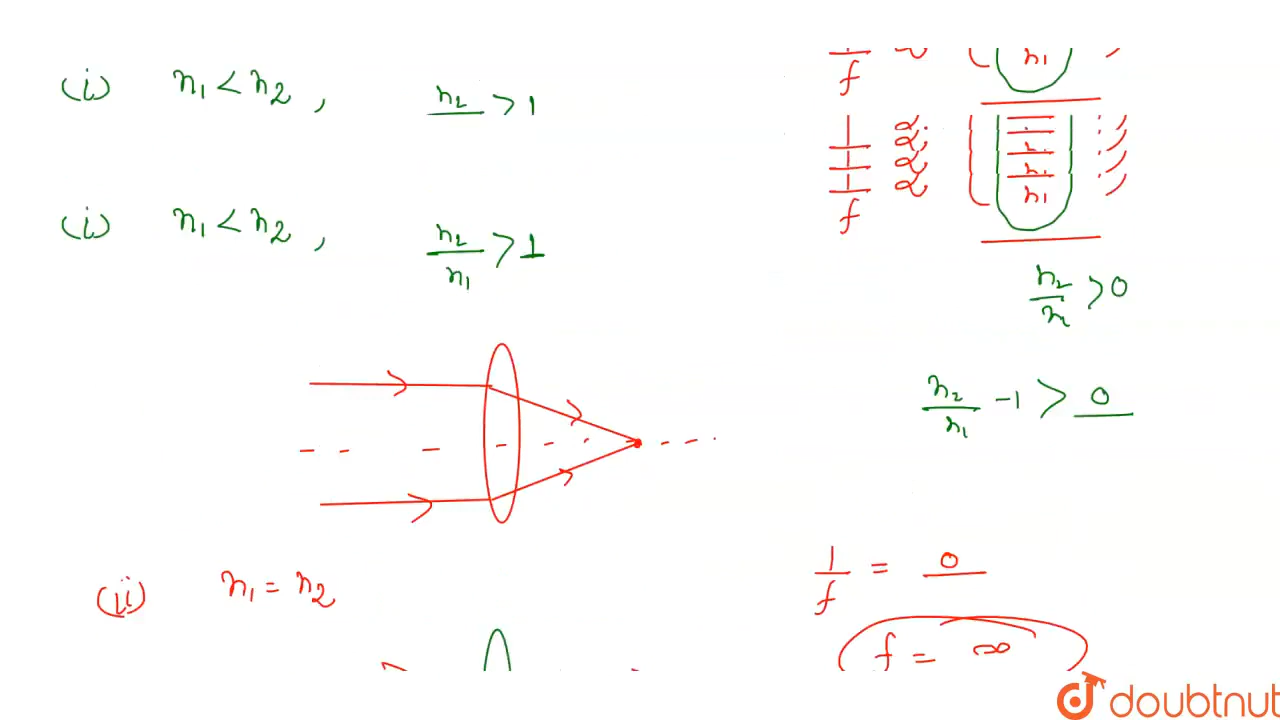 (i) n₁ < n₂ , n₂ > 1
1/f α ( n₁ )
(i) n₁ < n₂ , n₂/n₁ > 1
n₂/n₁ > 0
n₂/n₁ - 1 > 0
(ii) n₁ = n₂
1/f = 0
f = ∞
doubtnut